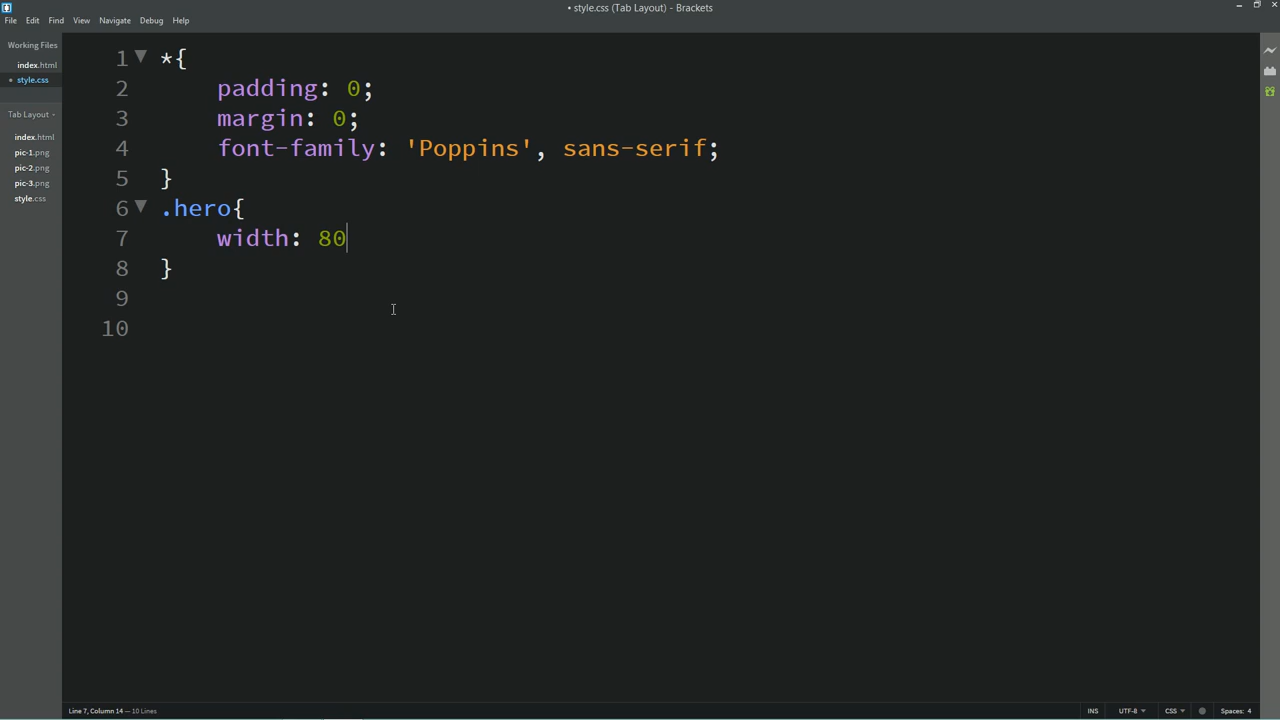 • style.css (Tab Layout) - Brackets
File Edit Find View Navigate Debug Help
Working Files
index.html
• style.css
Tab Layout
index.html
pic-1.png
pic-2.png
pic-3.png
style.css
1 *{
2 padding: 0;
3 margin: 0;
4 font-family: 'Poppins', sans-serif;
5 }
6 .hero{
7 width: 80
8 }
9
10
Line 7, Column 14 — 10 Lines
INS UTF-8 CSS Spaces: 4